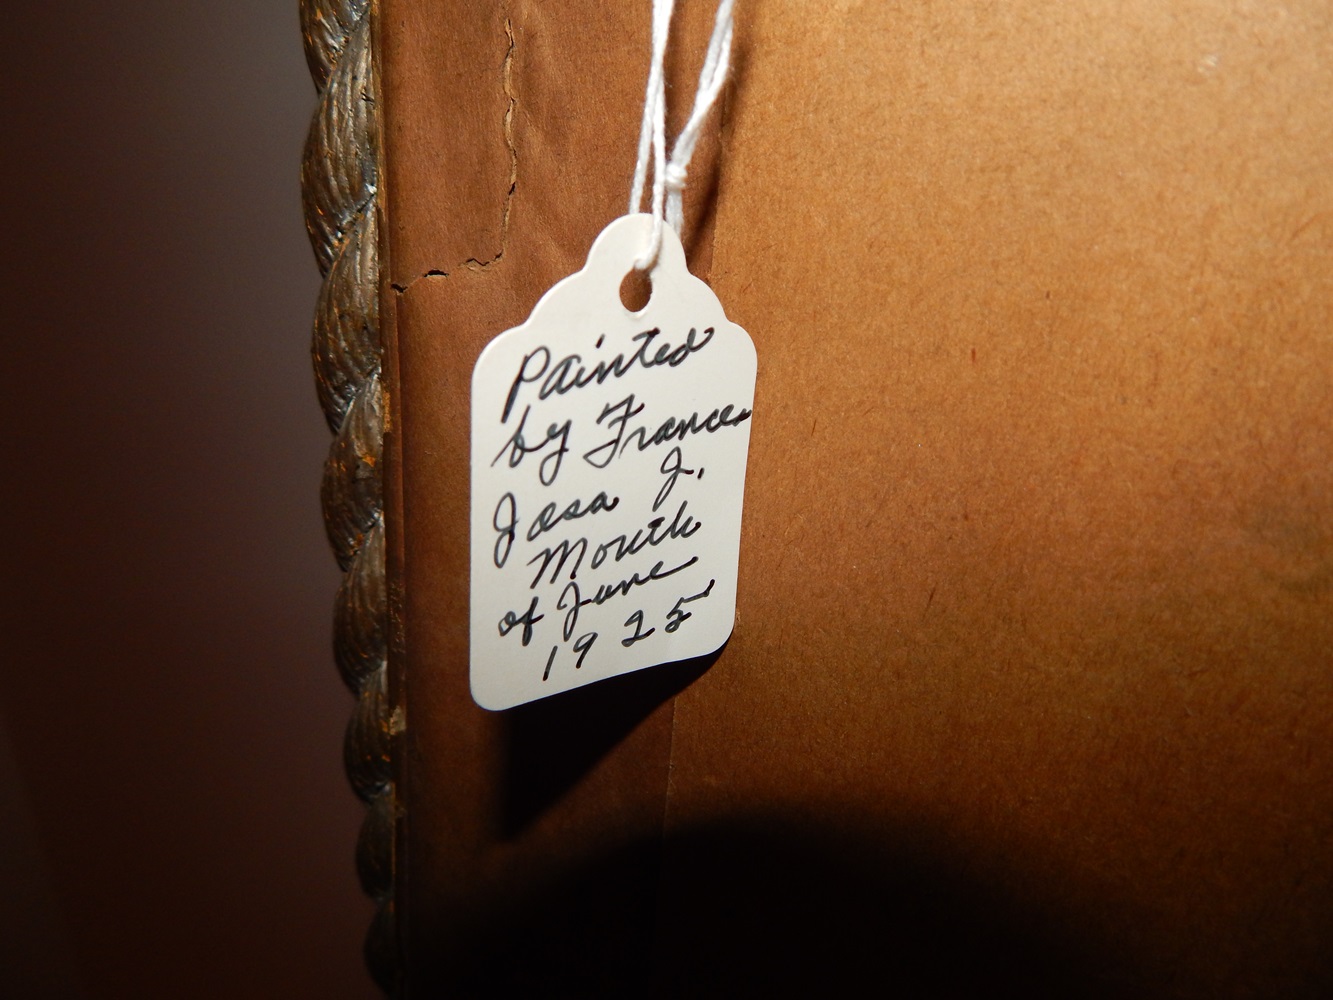 Painted
by Frances
Josa J.
Month
of June
1925